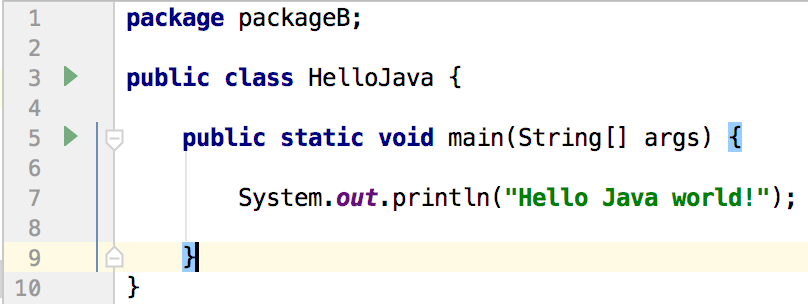 1 package packageB;
2
3 public class HelloJava {
4
5 public static void main(String[] args) {
6
7 System.out.println("Hello Java world!");
8
9 }
10 }